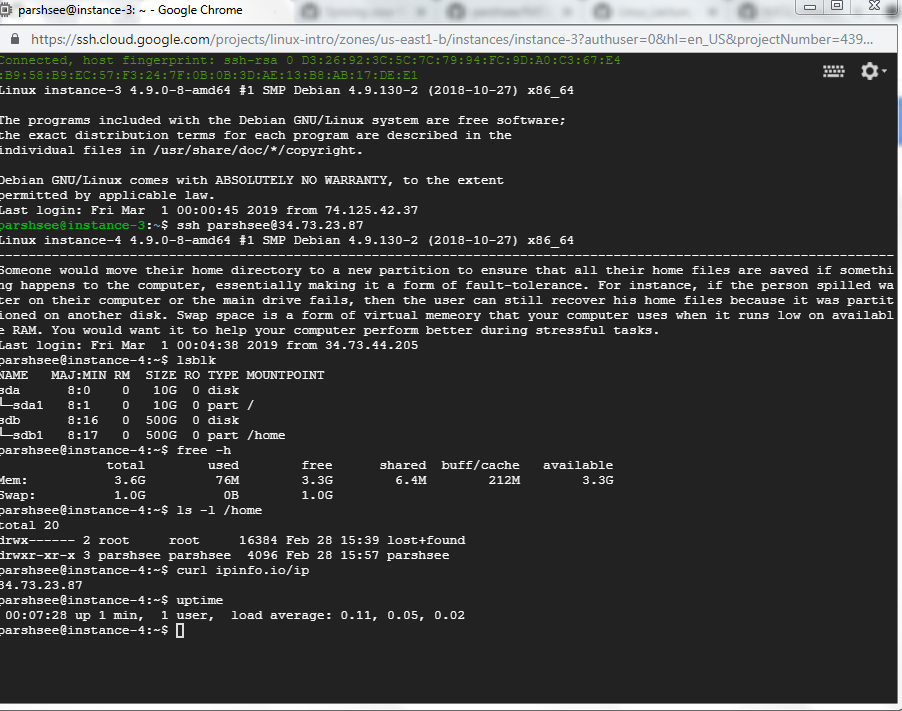 parshsee@instance-3: ~ - Google Chrome
https://ssh.cloud.google.com/projects/linux-intro/zones/us-east1-b/instances/instance-3?authuser=0&hl=en_US&projectNumber=439...
Connected, host fingerprint: ssh-rsa 0 D3:26:92:3C:5C:7C:79:94:FC:9D:A0:C3:67:E4
:B9:58:B9:EC:57:F3:24:7F:0B:0B:3D:AE:13:B8:AB:17:DE:E1
Linux instance-3 4.9.0-8-amd64 #1 SMP Debian 4.9.130-2 (2018-10-27) x86_64
The programs included with the Debian GNU/Linux system are free software;
the exact distribution terms for each program are described in the
individual files in /usr/share/doc/*/copyright.
Debian GNU/Linux comes with ABSOLUTELY NO WARRANTY, to the extent
permitted by applicable law.
Last login: Fri Mar  1 00:00:45 2019 from 74.125.42.37
parshsee@instance-3:~$ ssh parshsee@34.73.23.87
Linux instance-4 4.9.0-8-amd64 #1 SMP Debian 4.9.130-2 (2018-10-27) x86_64
Someone would move their home directory to a new partition to ensure that all their home files are saved if somethi
ng happens to the computer, essentially making it a form of fault-tolerance. For instance, if the person spilled wa
ter on their computer or the main drive fails, then the user can still recover his home files because it was partit
ioned on another disk. Swap space is a form of virtual memeory that your computer uses when it runs low on availabl
e RAM. You would want it to help your computer perform better during stressful tasks.
Last login: Fri Mar  1 00:04:38 2019 from 34.73.44.205
parshsee@instance-4:~$ lsblk
NAME   MAJ:MIN RM  SIZE RO TYPE MOUNTPOINT
sda      8:0    0   10G  0 disk
└─sda1   8:1    0   10G  0 part /
sdb      8:16   0  500G  0 disk
└─sdb1   8:17   0  500G  0 part /home
parshsee@instance-4:~$ free -h
              total        used        free      shared  buff/cache   available
Mem:           3.6G         76M        3.3G        6.4M        212M        3.3G
Swap:          1.0G          0B        1.0G
parshsee@instance-4:~$ ls -l /home
total 20
drwx------ 2 root     root     16384 Feb 28 15:39 lost+found
drwxr-xr-x 3 parshsee parshsee  4096 Feb 28 15:57 parshsee
parshsee@instance-4:~$ curl ipinfo.io/ip
34.73.23.87
parshsee@instance-4:~$ uptime
 00:07:28 up 1 min,  1 user,  load average: 0.11, 0.05, 0.02
parshsee@instance-4:~$